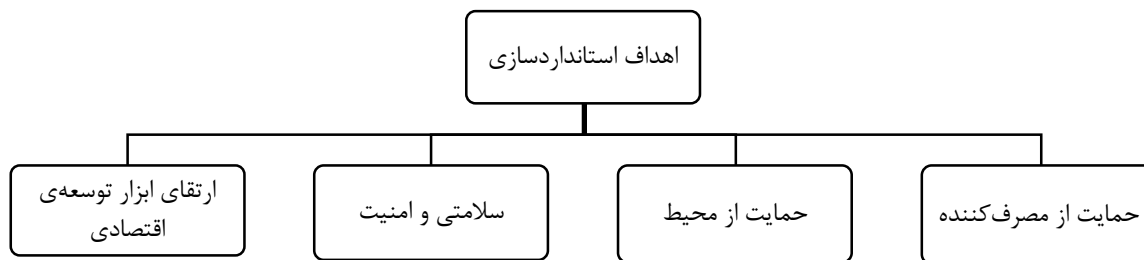 اهداف استانداردسازی
حمایت از مصرف‌کننده
حمایت از محیط
سلامتی و امنیت
ارتقای ابزار توسعه‌ی
اقتصادی